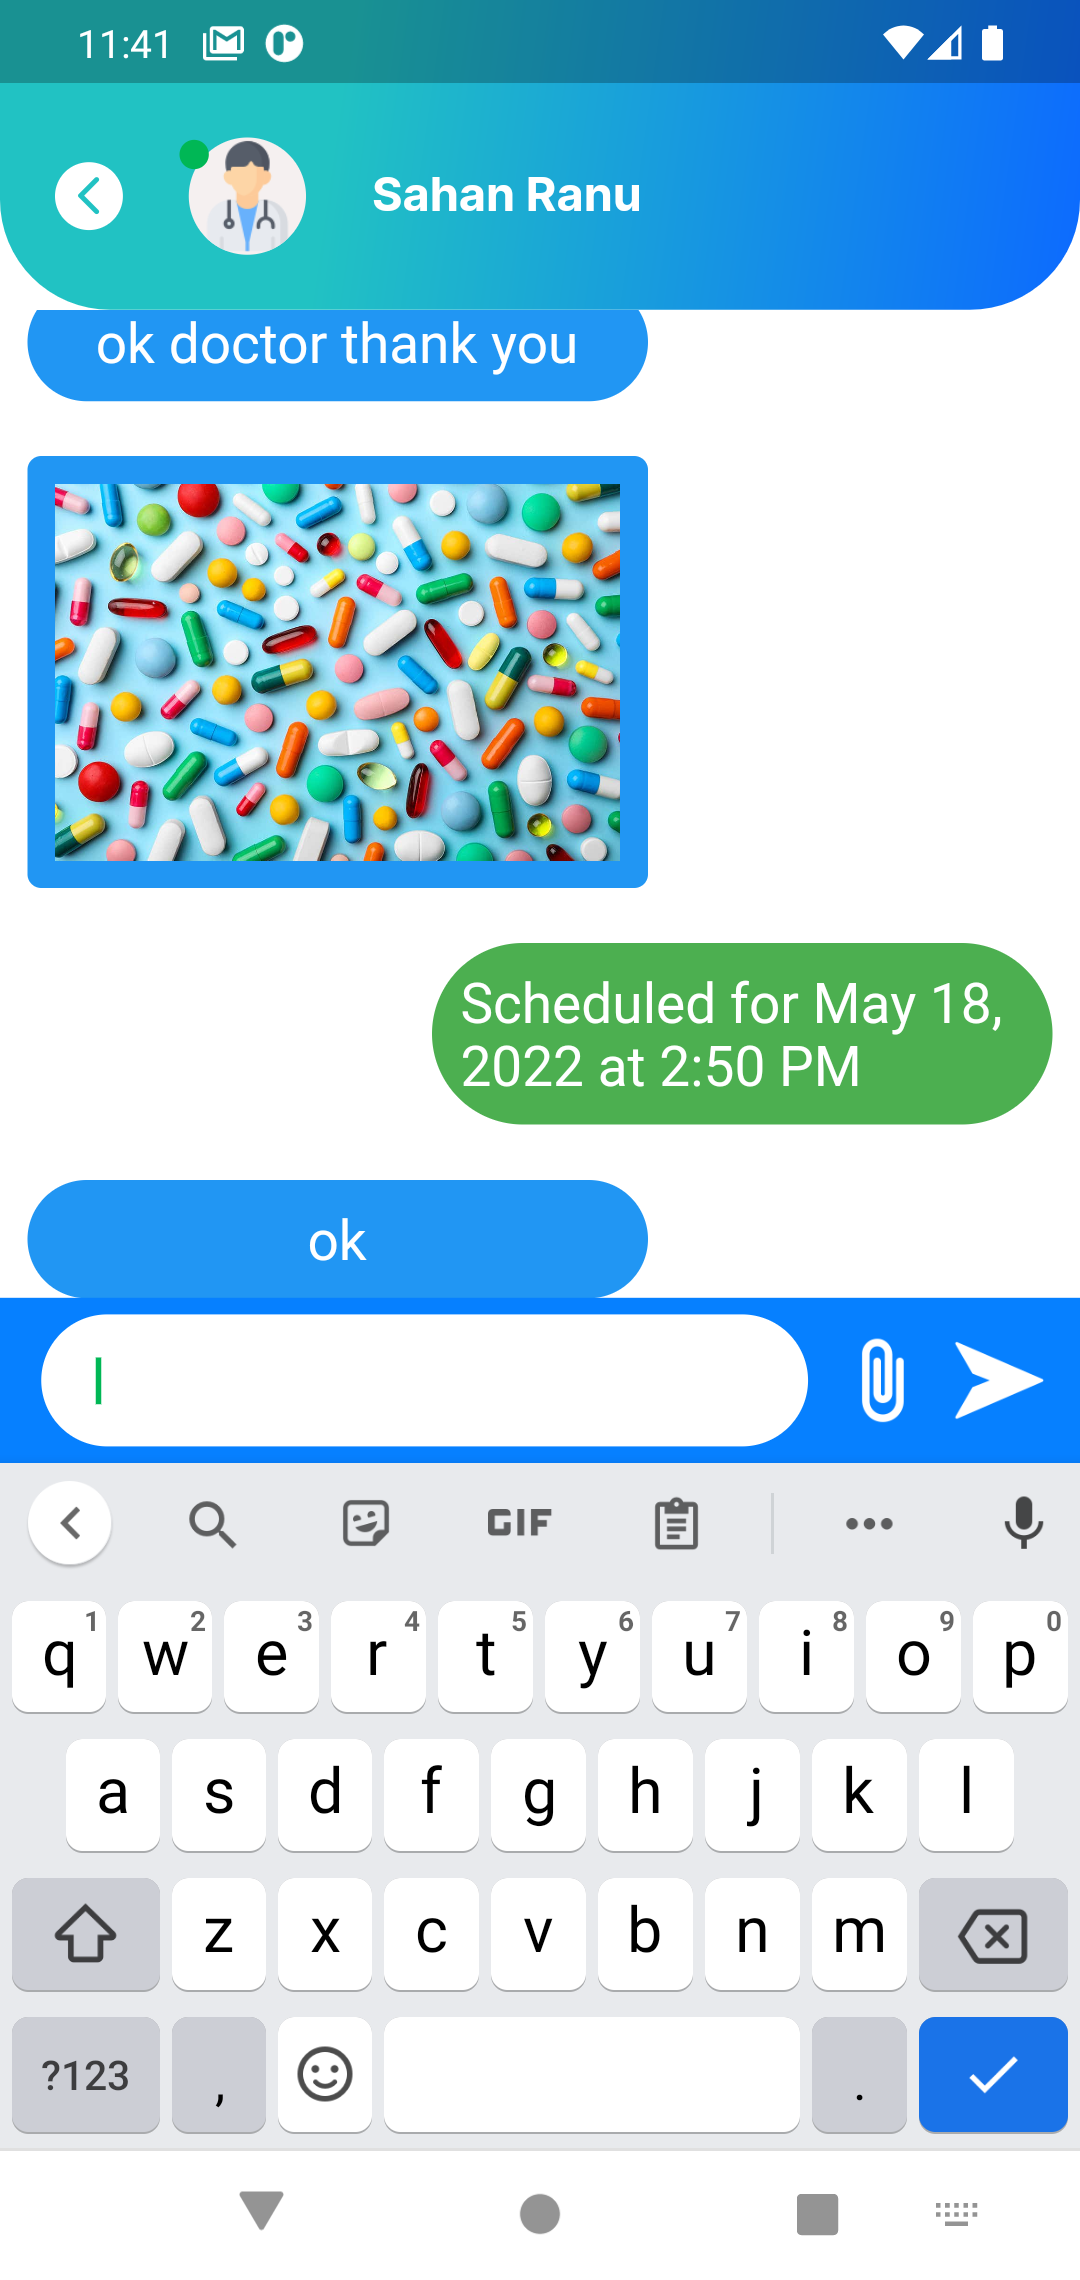 11:41
Sahan Ranu
ok doctor thank you
Scheduled for May 18,
2022 at 2:50 PM
ok
GIF
q1 w2 e3 r4 t5 y6 u7 i8 o9 p0
a s d f g h j k l
z x c v b n m
?123 , .